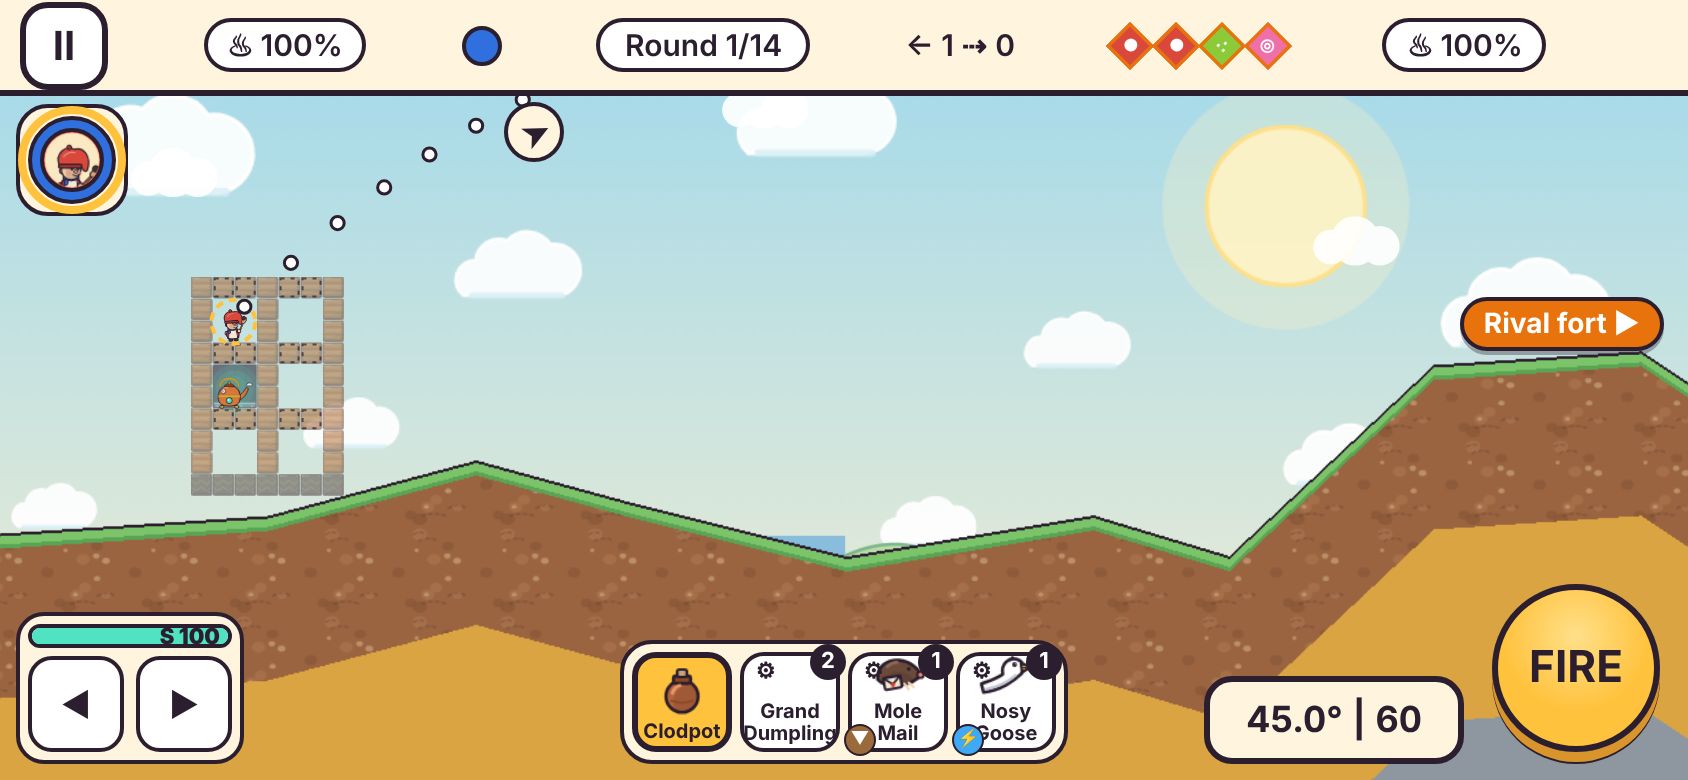 100%
Round 1/14
← 1 ⇢ 0
100%
Rival fort ▶
S 100
Clodpot
2
Grand
Dumpling
1
Mole
Mail
1
Nosy
Goose
45.0° | 60
FIRE